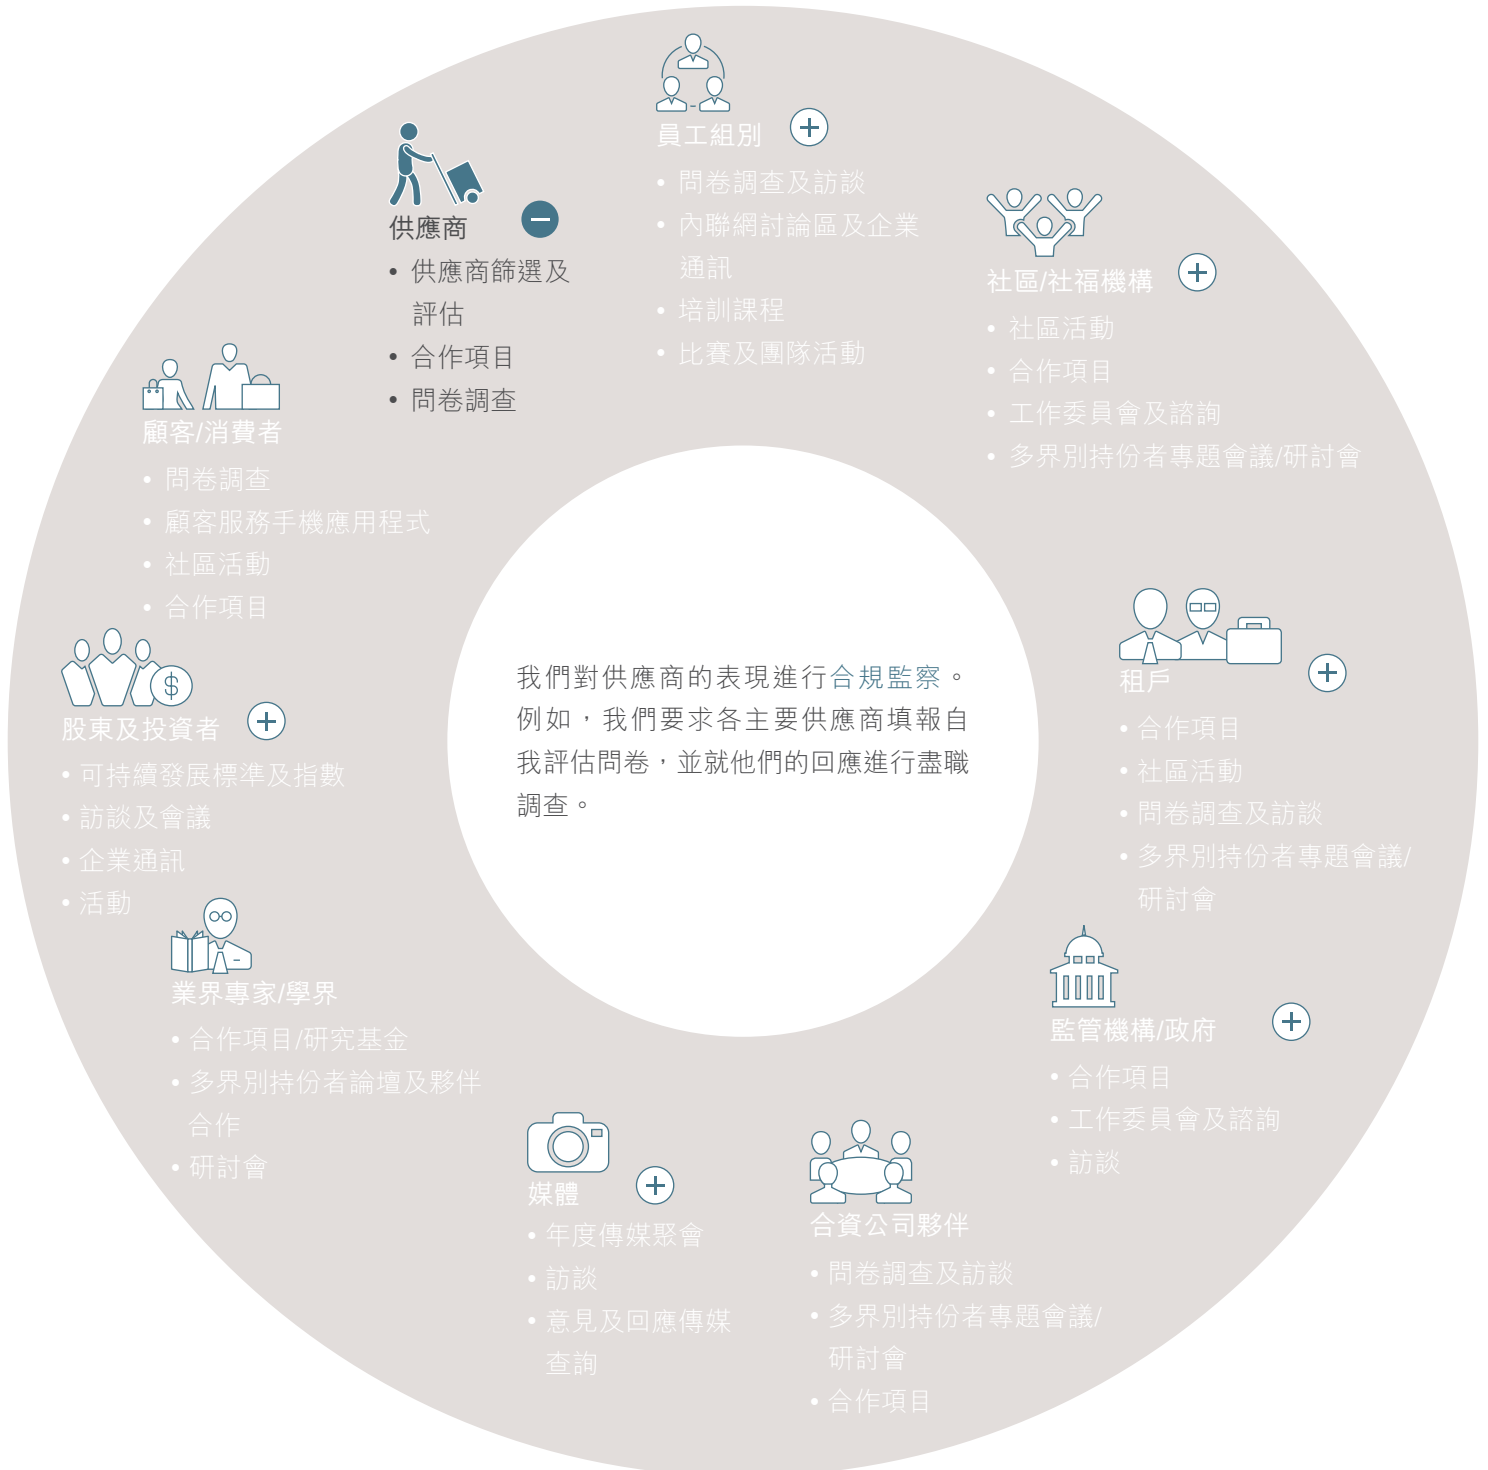 員工組別
• 問卷調查及訪談
• 內聯網討論區及企業
通訊
• 培訓課程
• 比賽及團隊活動
社區/社福機構
• 社區活動
• 合作項目
• 工作委員會及諮詢
• 多界別持份者專題會議/研討會
租戶
• 合作項目
• 社區活動
• 問卷調查及訪談
• 多界別持份者專題會議/
研討會
監管機構/政府
• 合作項目
• 工作委員會及諮詢
• 訪談
合資公司夥伴
• 問卷調查及訪談
• 多界別持份者專題會議/
研討會
• 合作項目
媒體
• 年度傳媒聚會
• 訪談
• 意見及回應傳媒
查詢
業界專家/學界
• 合作項目/研究基金
• 多界別持份者論壇及夥伴
合作
• 研討會
股東及投資者
• 可持續發展標準及指數
• 訪談及會議
• 企業通訊
• 活動
顧客/消費者
• 問卷調查
• 顧客服務手機應用程式
• 社區活動
• 合作項目
供應商
• 供應商篩選及
評估
• 合作項目
• 問卷調查
我們對供應商的表現進行合規監察。
例如，我們要求各主要供應商填報自
我評估問卷，並就他們的回應進行盡職
調查。